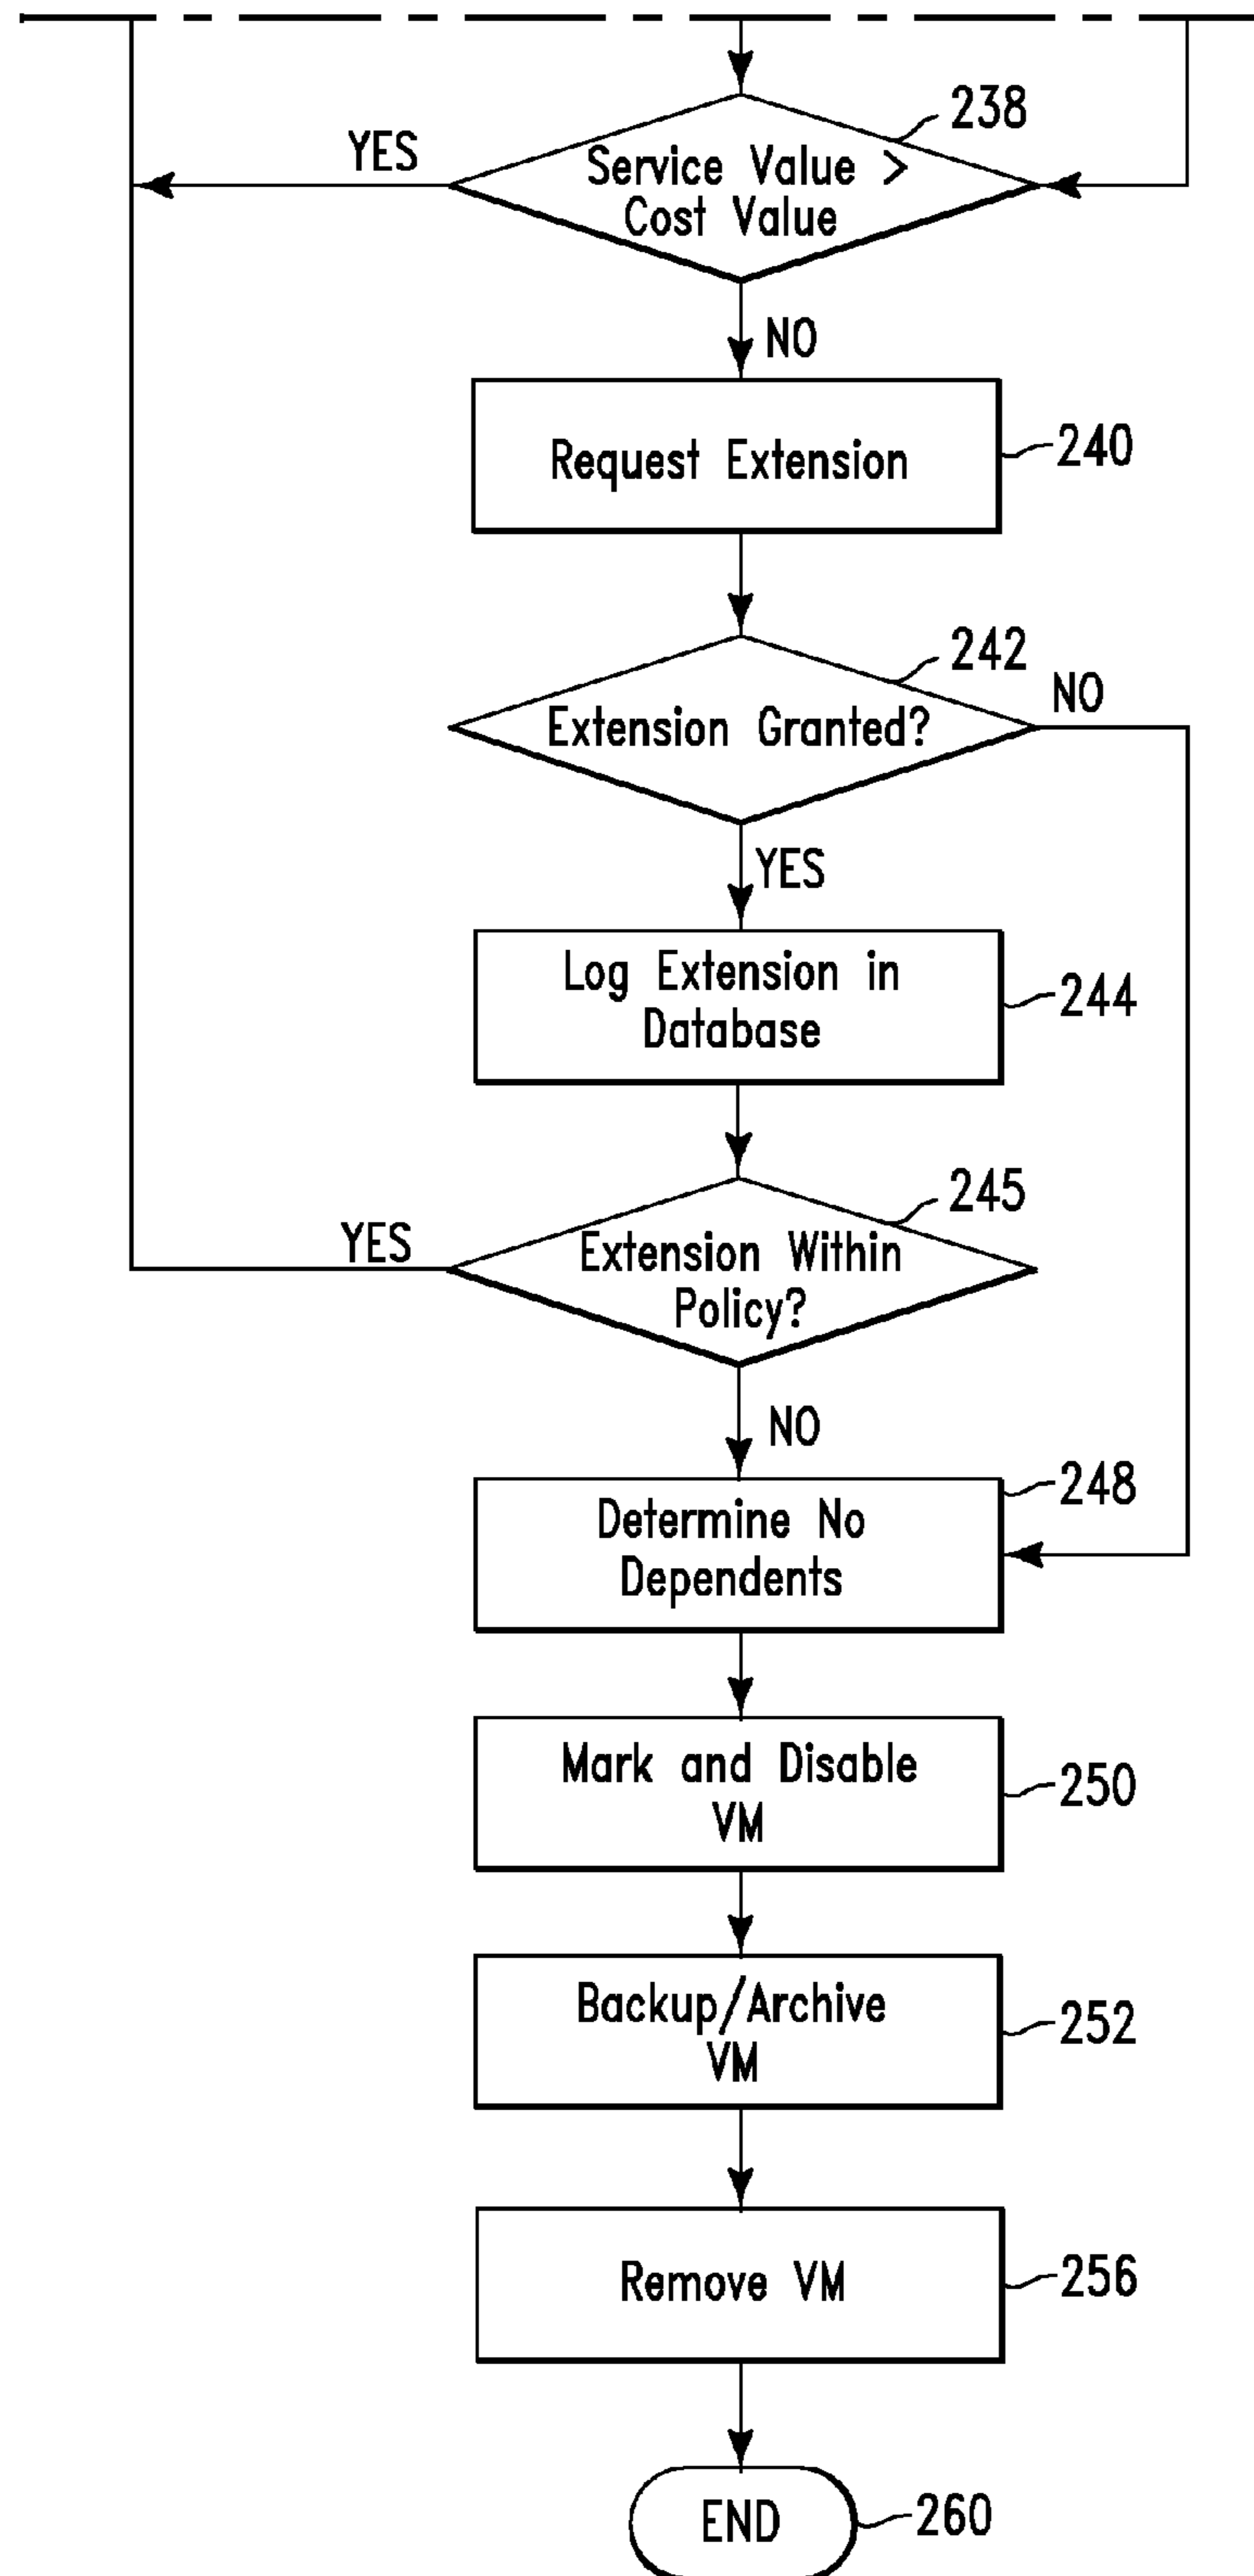 238
YES
Service Value >
Cost Value
NO
Request Extension
240
242
NO
Extension Granted?
YES
Log Extension in
Database
244
245
YES
Extension Within
Policy?
NO
248
Determine No
Dependents
Mark and Disable
VM
250
Backup/Archive
VM
252
Remove VM
256
END
260